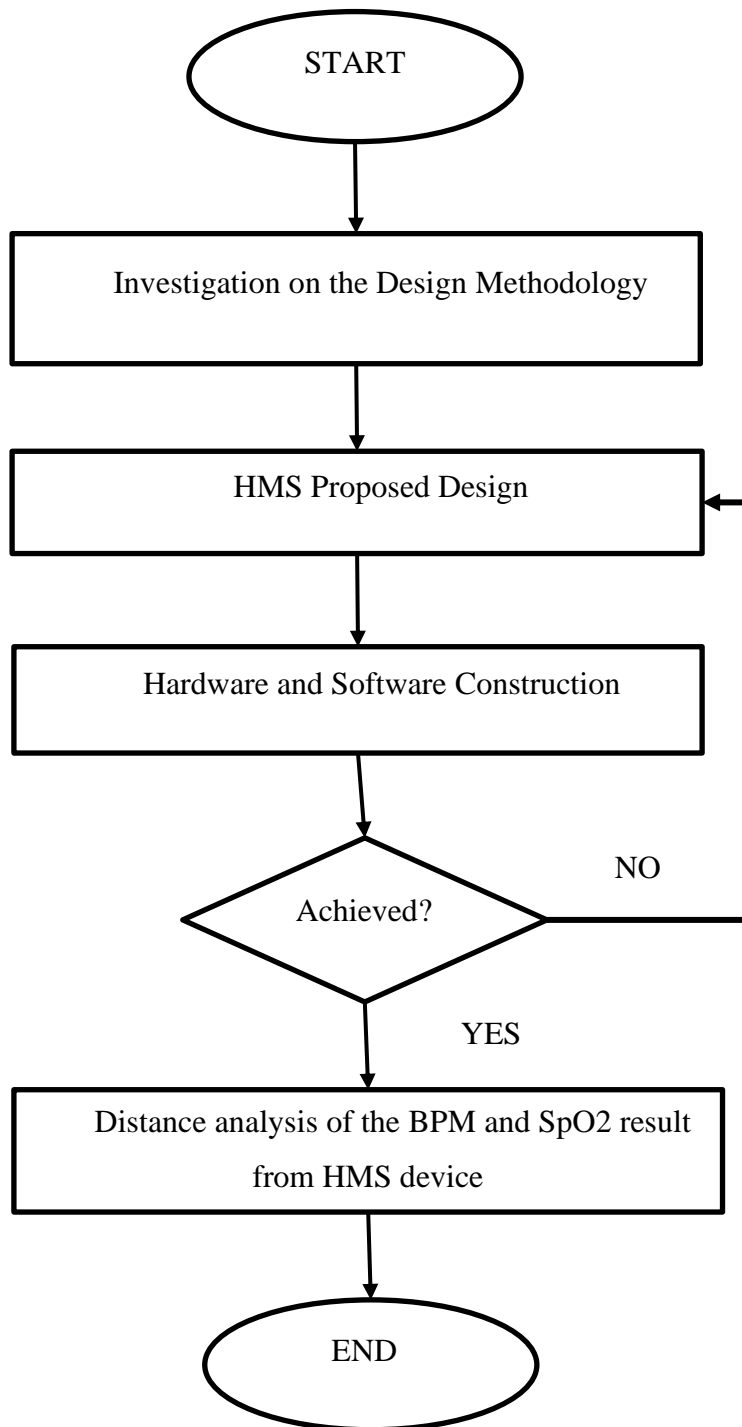 START
Investigation on the Design Methodology
HMS Proposed Design
Hardware and Software Construction
NO
Achieved?
YES
Distance analysis of the BPM and SpO2 result
from HMS device
END